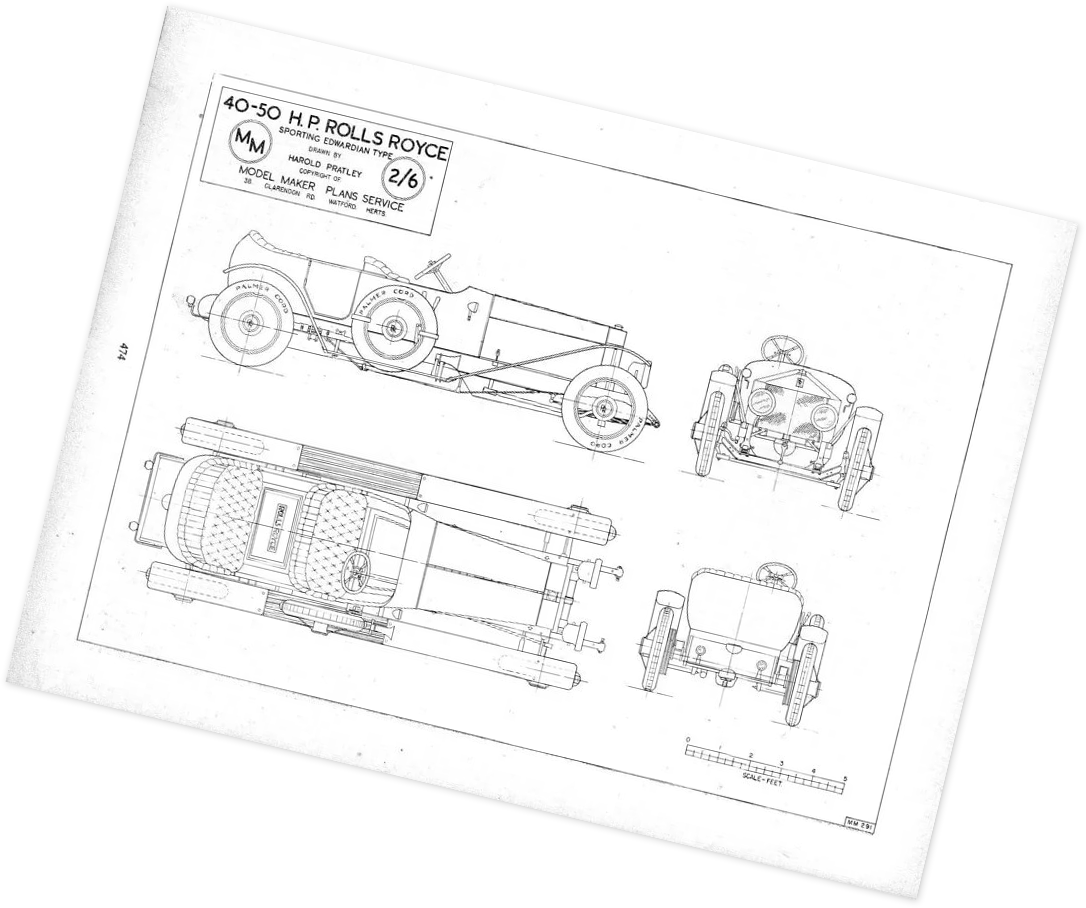 40-50 H.P. ROLLS ROYCE
SPORTING EDWARDIAN TYPE
MM
DRAWN BY
HAROLD PRATLEY
2/6
COPYRIGHT OF
MODEL MAKER PLANS SERVICE
38. CLARENDON RD. WATFORD. HERTS.
PALMER CORD
PALMER CORD
PALMER CORD
474
ROLLS ROYCE
0 1 2 3 4 5
SCALE-FEET
MM 291